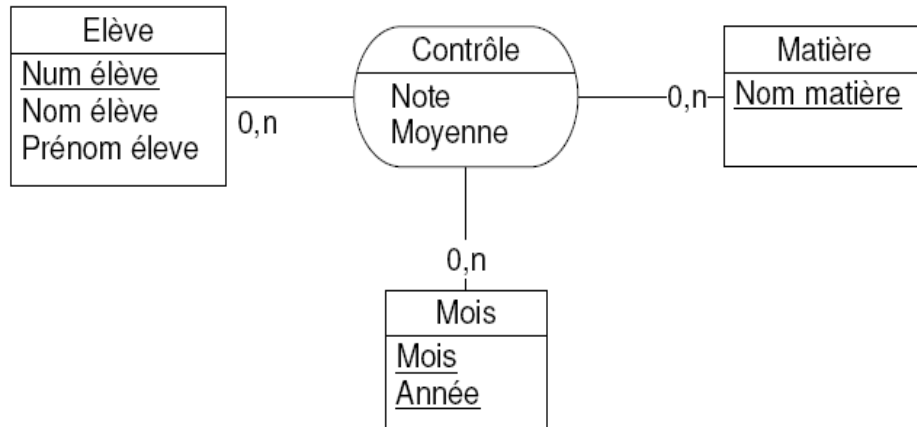 Elève
Num élève
Nom élève
Prénom éleve
0,n
Contrôle
Note
Moyenne
0,n
Matière
Nom matière
0,n
Mois
Mois
Année